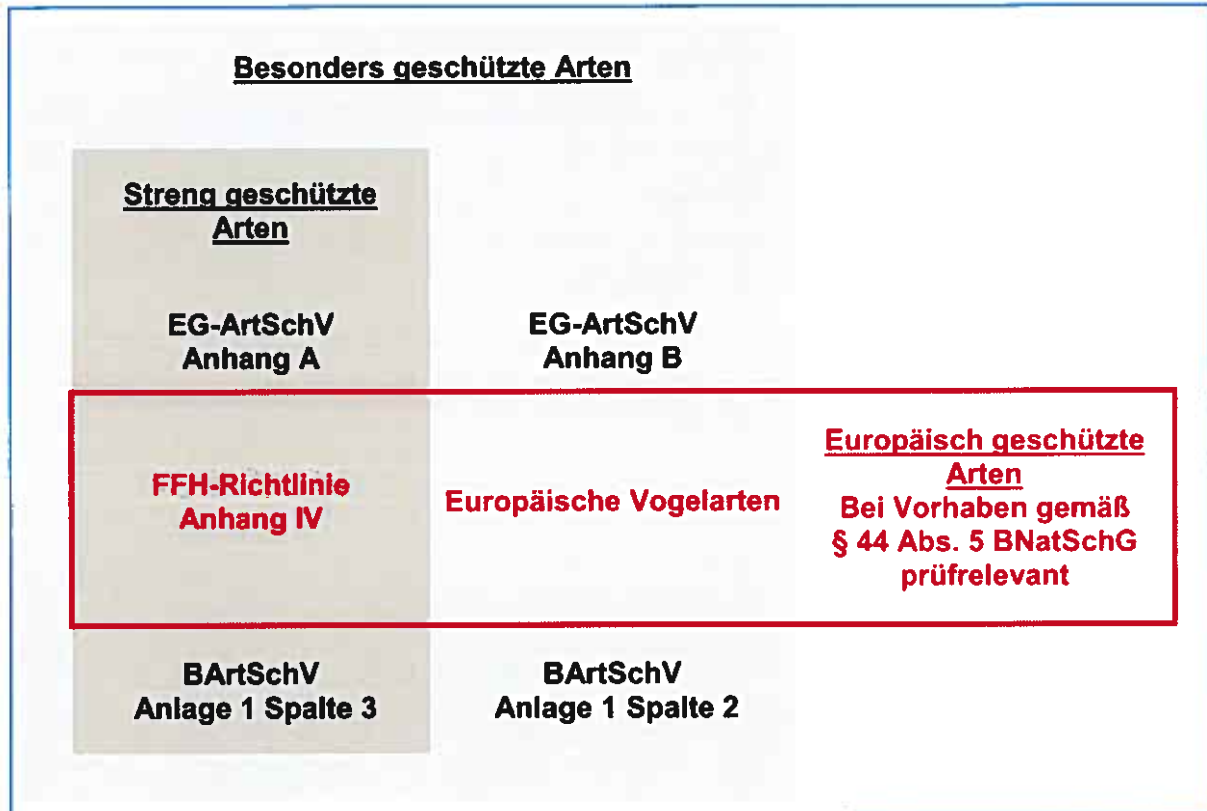 Besonders geschützte Arten
Streng geschützte
Arten
EG-ArtSchV
Anhang A
EG-ArtSchV
Anhang B
FFH-Richtlinie
Anhang IV
Europäische Vogelarten
Europäisch geschützte
Arten
Bei Vorhaben gemäß
§ 44 Abs. 5 BNatSchG
prüfrelevant
BArtSchV
Anlage 1 Spalte 3
BArtSchV
Anlage 1 Spalte 2